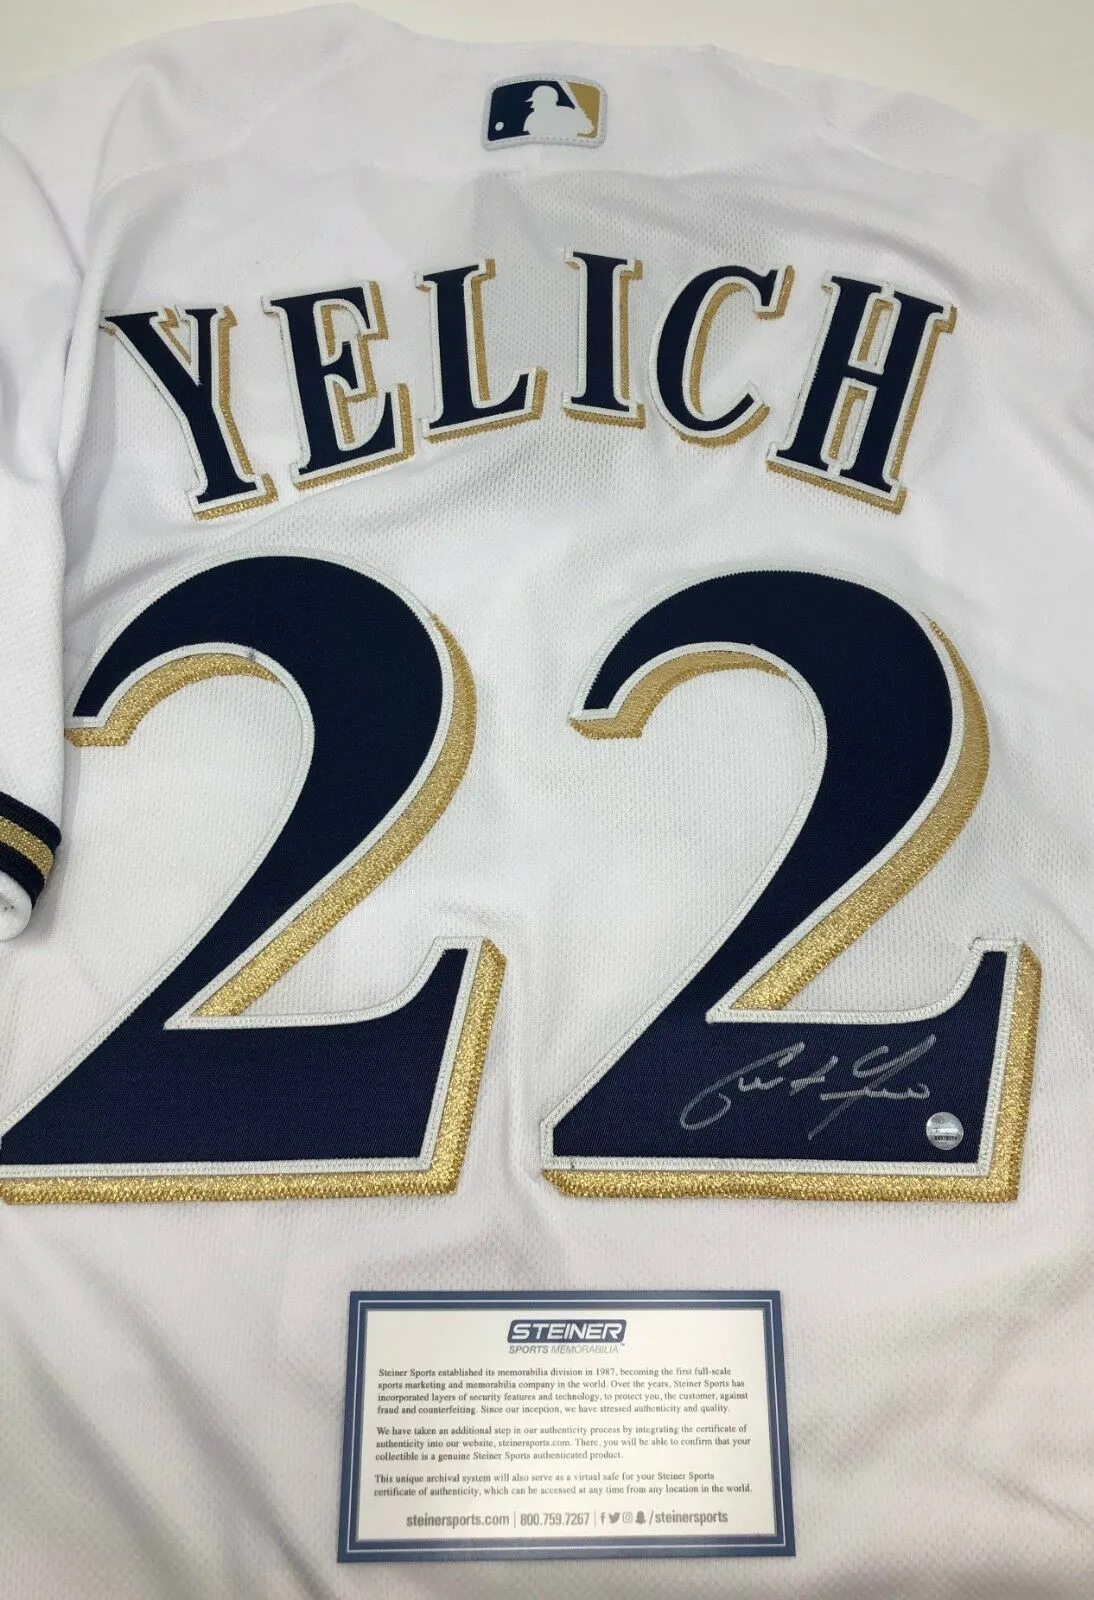 YELICH
22
STEINER
SPORTS MEMORABILIA
Steiner Sports established its memorabilia division in 1987, becoming the first full-scale
sports marketing and memorabilia company in the world. Over the years, Steiner Sports has
incorporated layers of security features and technology, to protect you, the customer, against
fraud and counterfeiting. Since our inception, we have stressed authenticity and quality.
We have taken an additional step in our authenticity process by integrating the certificate of
authenticity into our website, steinersports.com. There, you will be able to confirm that your
collectible is a genuine Steiner Sports authenticated product.
This unique archival system will also serve as a virtual safe for your Steiner Sports
certificate of authenticity, which can be accessed at any time from any location in the world.
steinersports.com | 800.759.7267 | /steinersports